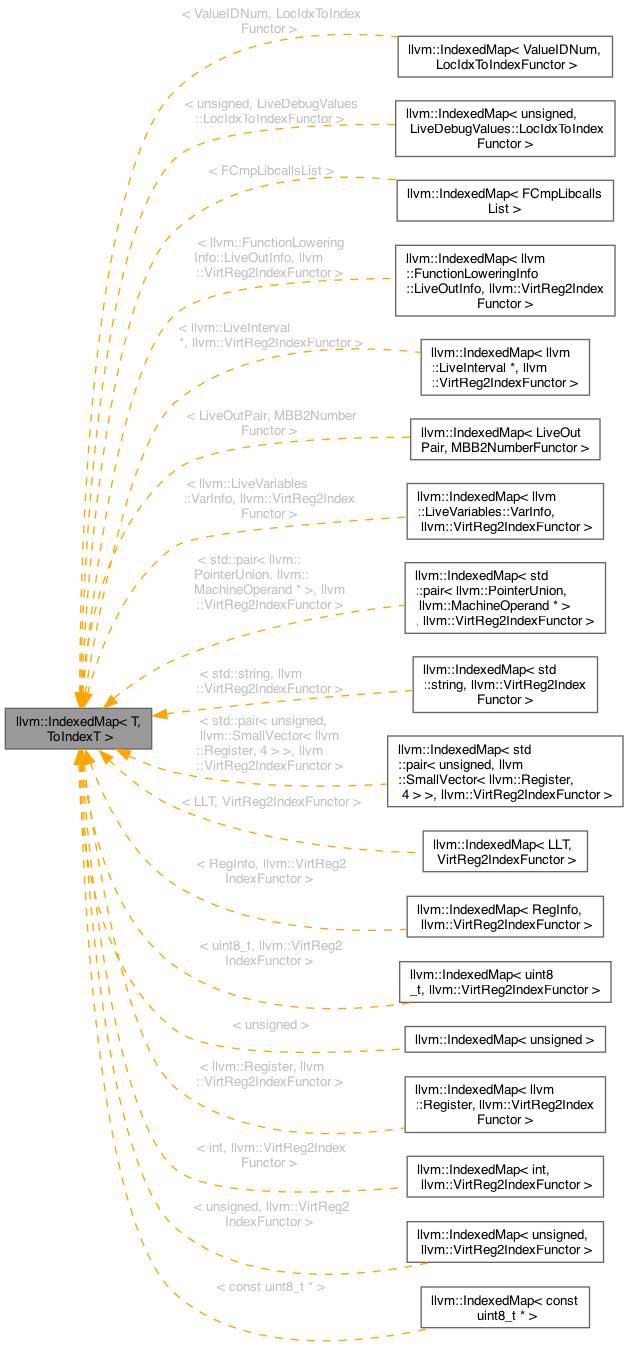 < ValueIDNum, LocIdxToIndex
Functor >
llvm::IndexedMap< ValueIDNum,
LocIdxToIndexFunctor >
< unsigned, LiveDebugValues
::LocIdxToIndexFunctor >
llvm::IndexedMap< unsigned,
LiveDebugValues::LocIdxToIndex
Functor >
< FCmpLibcallsList >
llvm::IndexedMap< FCmpLibcalls
List >
< llvm::FunctionLowering
Info::LiveOutInfo, llvm
::VirtReg2IndexFunctor >
llvm::IndexedMap< llvm
::FunctionLoweringInfo
::LiveOutInfo, llvm::VirtReg2Index
Functor >
< llvm::LiveInterval
*, llvm::VirtReg2IndexFunctor >
llvm::IndexedMap< llvm
::LiveInterval *, llvm
::VirtReg2IndexFunctor >
< LiveOutPair, MBB2Number
Functor >
llvm::IndexedMap< LiveOut
Pair, MBB2NumberFunctor >
< llvm::LiveVariables
::VarInfo, llvm::VirtReg2Index
Functor >
llvm::IndexedMap< llvm
::LiveVariables::VarInfo,
llvm::VirtReg2IndexFunctor >
< std::pair< llvm::
PointerUnion, llvm::
MachineOperand * >, llvm
::VirtReg2IndexFunctor >
llvm::IndexedMap< std
::pair< llvm::PointerUnion,
llvm::MachineOperand * >
, llvm::VirtReg2IndexFunctor >
< std::string, llvm
::VirtReg2IndexFunctor >
llvm::IndexedMap< std
::string, llvm::VirtReg2Index
Functor >
llvm::IndexedMap< T,
ToIndexT >
< std::pair< unsigned,
llvm::SmallVector< llvm
::Register, 4 > >, llvm
::VirtReg2IndexFunctor >
llvm::IndexedMap< std
::pair< unsigned, llvm
::SmallVector< llvm::Register,
4 > >, llvm::VirtReg2IndexFunctor >
< LLT, VirtReg2IndexFunctor >
llvm::IndexedMap< LLT,
VirtReg2IndexFunctor >
< RegInfo, llvm::VirtReg2
IndexFunctor >
llvm::IndexedMap< RegInfo,
llvm::VirtReg2IndexFunctor >
< uint8_t, llvm::VirtReg2
IndexFunctor >
llvm::IndexedMap< uint8
_t, llvm::VirtReg2IndexFunctor >
< unsigned >
llvm::IndexedMap< unsigned >
< llvm::Register, llvm
::VirtReg2IndexFunctor >
llvm::IndexedMap< llvm
::Register, llvm::VirtReg2Index
Functor >
< int, llvm::VirtReg2Index
Functor >
llvm::IndexedMap< int,
llvm::VirtReg2IndexFunctor >
< unsigned, llvm::VirtReg2
IndexFunctor >
llvm::IndexedMap< unsigned,
llvm::VirtReg2IndexFunctor >
< const uint8_t * >
llvm::IndexedMap< const
uint8_t * >